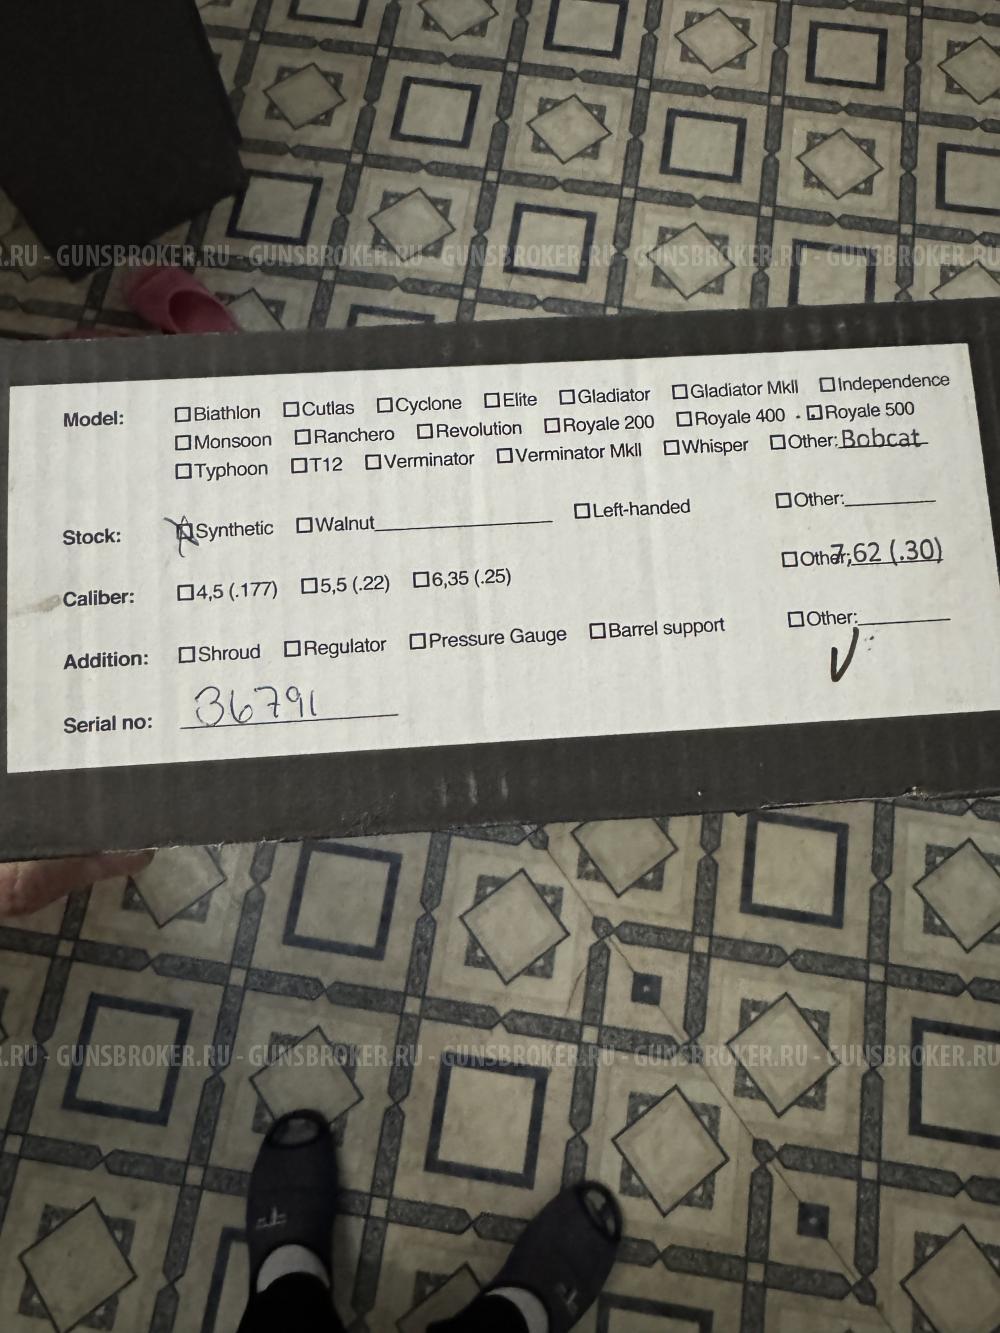 .RU - GUNSBROKER.RU - GUNSBROKER.RU - GUNSBROKER.RU - GUNSBROKER.RU - GUNSBROKER.RU
Model: ☐Biathlon ☐Cutlas ☐Cyclone ☐Elite ☐Gladiator ☐Gladiator MkII ☐Independence
☐Monsoon ☐Ranchero ☐Revolution ☐Royale 200 ☐Royale 400 ☐Royale 500
☐Typhoon ☐T12 ☐Verminator ☐Verminator MkII ☐Whisper ☐Other: Bobcat
Stock: ☒Synthetic ☐Walnut ☐Left-handed ☐Other:
Caliber: ☐4,5 (.177) ☐5,5 (.22) ☐6,35 (.25) ☐Other: 7,62 (.30)
Addition: ☐Shroud ☐Regulator ☐Pressure Gauge ☐Barrel support ☐Other:
Serial no: 36791
.RU - GUNSBROKER.RU - GUNSBROKER.RU - GUNSBROKER.RU - GUNSBROKER.RU - GUNSBROKER.RU